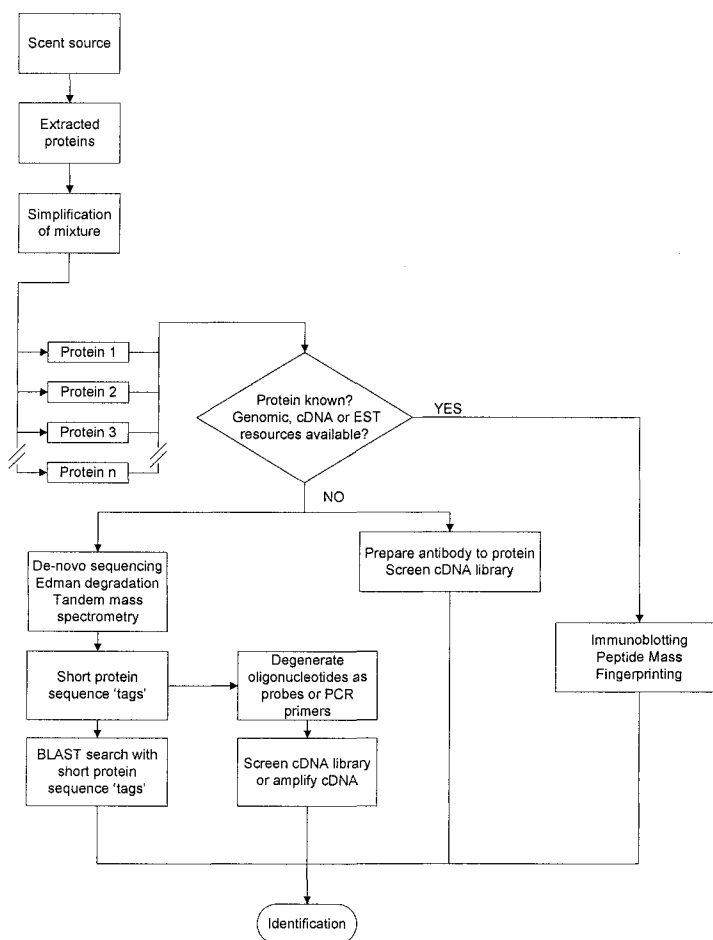 Scent source
Extracted
proteins
Simplification
of mixture
Protein 1
Protein 2
Protein 3
Protein n
Protein known?
Genomic, cDNA or EST
resources available?
YES
NO
De-novo sequencing
Edman degradation
Tandem mass
spectrometry
Prepare antibody to protein
Screen cDNA library
Immunoblotting
Peptide Mass
Fingerprinting
Short protein
sequence 'tags'
Degenerate
oligonucleotides as
probes or PCR
primers
BLAST search with
short protein
sequence 'tags'
Screen cDNA library
or amplify cDNA
Identification